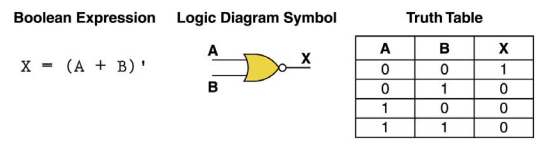 Boolean Expression Logic Diagram Symbol Truth Table
X = (A + B)'
A
B
X
A B X
0 0 1
0 1 0
1 0 0
1 1 0